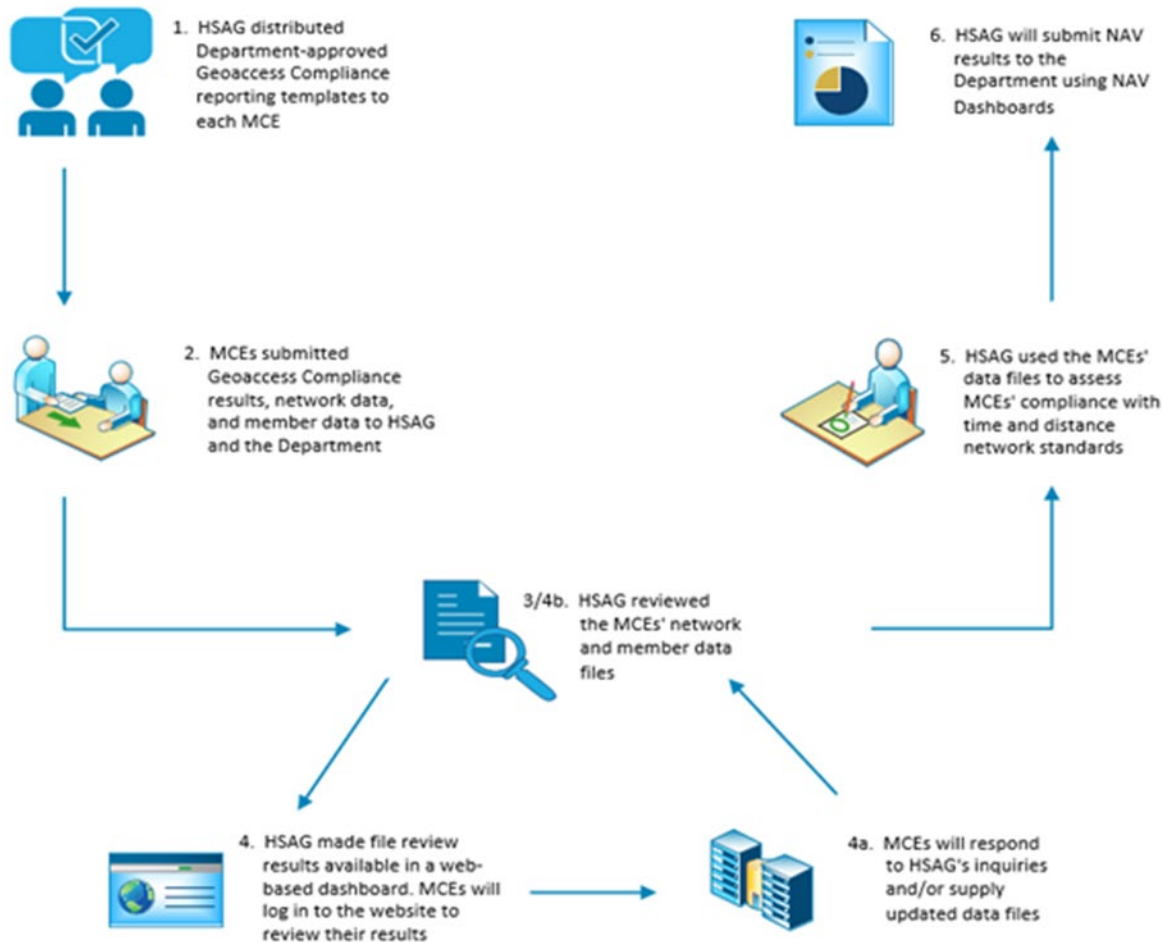 1. HSAG distributed
Department-approved
Geoaccess Compliance
reporting templates to
each MCE
2. MCEs submitted
Geoaccess Compliance
results, network data,
and member data to HSAG
and the Department
3/4b. HSAG reviewed
the MCEs' network
and member data
files
4. HSAG made file review
results available in a web-
based dashboard. MCEs will
log in to the website to
review their results
4a. MCEs will respond
to HSAG's inquiries
and/or supply
updated data files
5. HSAG used the MCEs'
data files to assess
MCEs' compliance with
time and distance
network standards
6. HSAG will submit NAV
results to the
Department using NAV
Dashboards